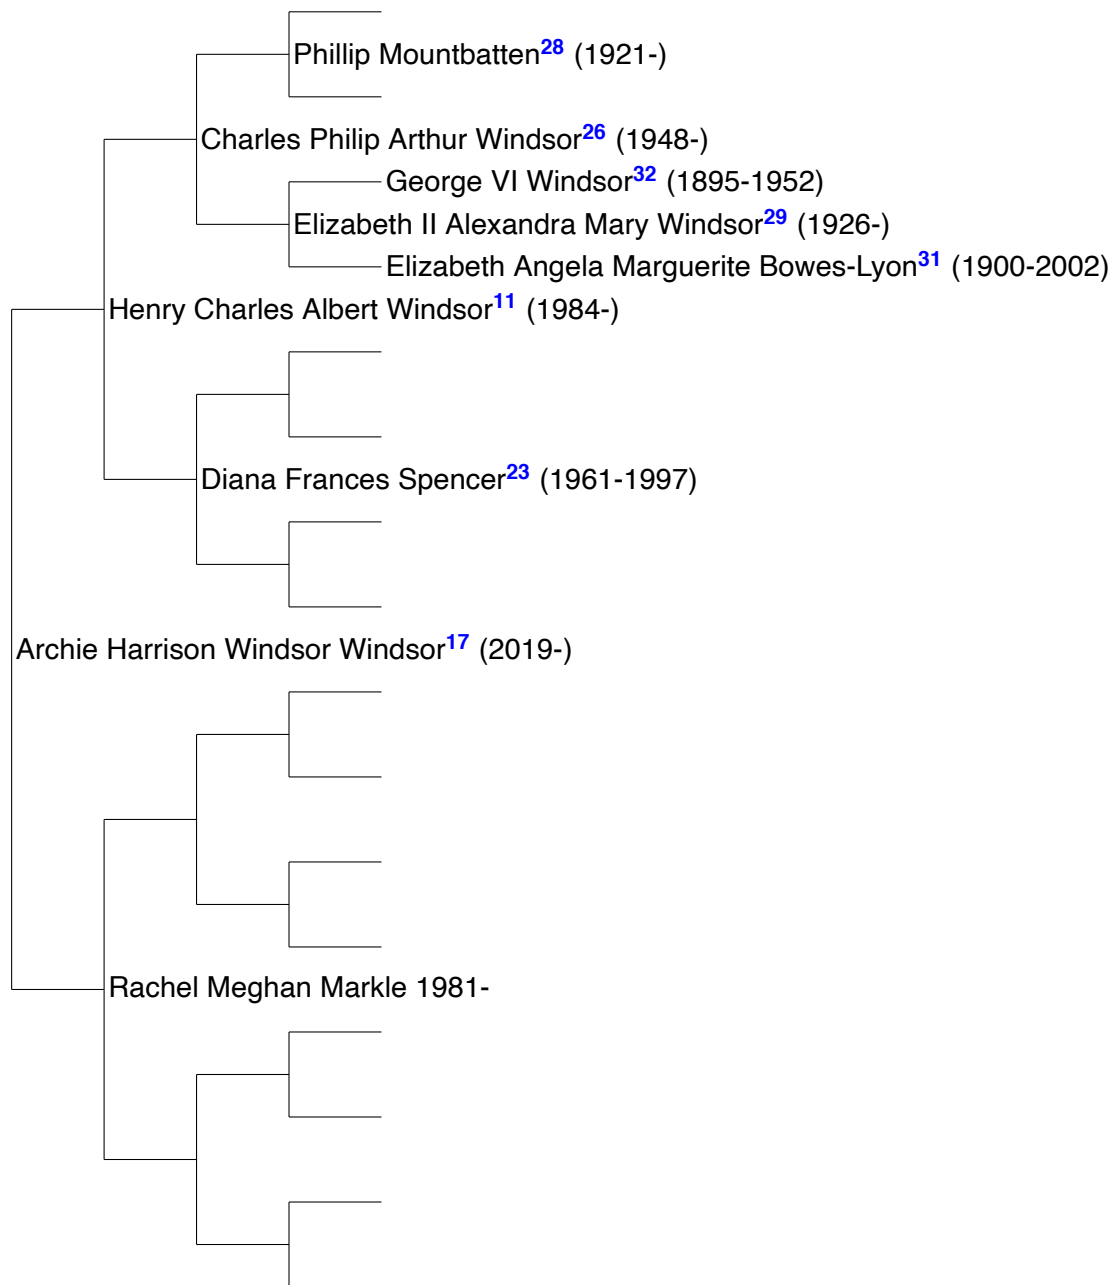 Phillip Mountbatten28 (1921-)
Charles Philip Arthur Windsor26 (1948-)
George VI Windsor32 (1895-1952)
Elizabeth II Alexandra Mary Windsor29 (1926-)
Elizabeth Angela Marguerite Bowes-Lyon31 (1900-2002)
Henry Charles Albert Windsor11 (1984-)
Diana Frances Spencer23 (1961-1997)
Archie Harrison Windsor Windsor17 (2019-)
Rachel Meghan Markle 1981-